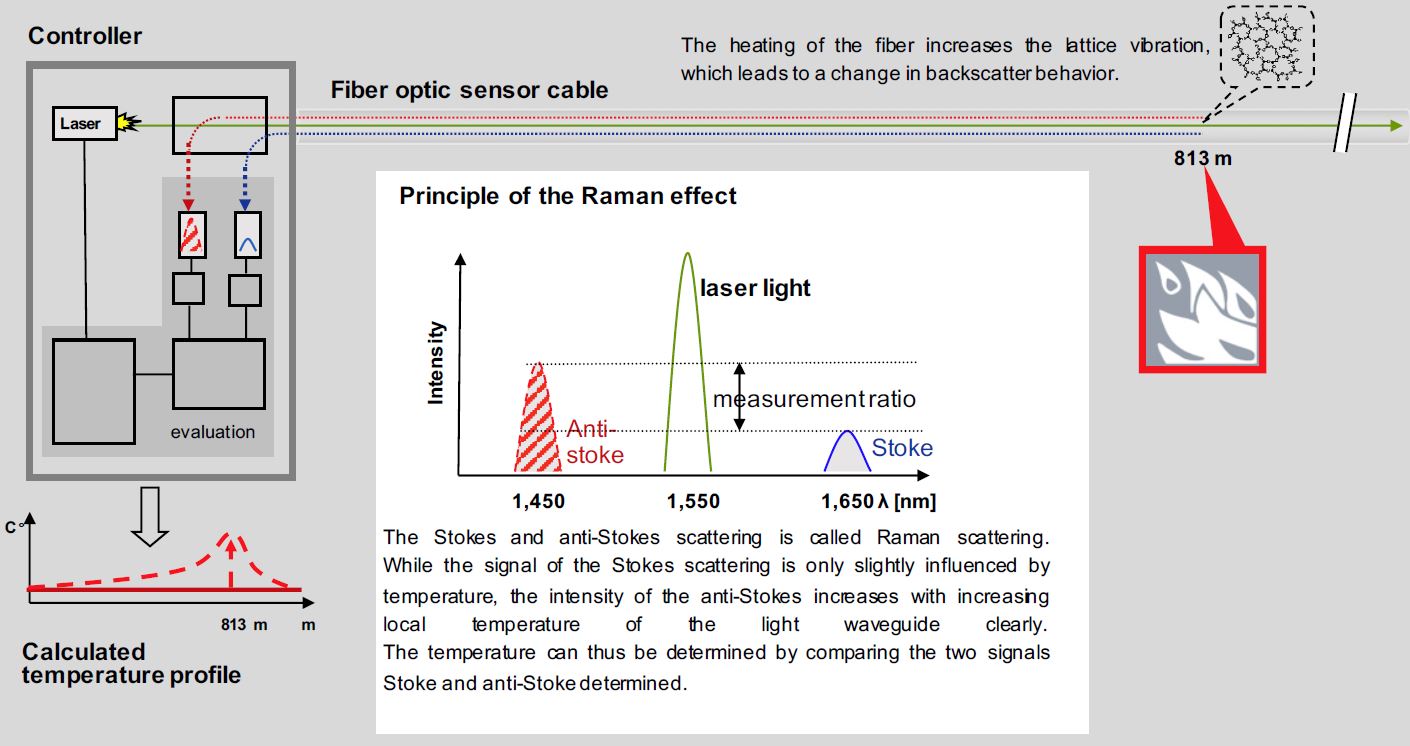 Controller
The heating of the fiber increases the lattice vibration,
which leads to a change in backscatter behavior.
Fiber optic sensor cable
Laser
813 m
Principle of the Raman effect
laser light
Intensity
measurement ratio
Anti-
stoke
Stoke
evaluation
1,450
1,550
1,650 λ [nm]
C°
813 m
m
Calculated
temperature profile
The Stokes and anti-Stokes scattering is called Raman scattering.
While the signal of the Stokes scattering is only slightly influenced by
temperature, the intensity of the anti-Stokes increases with increasing
local temperature of the light waveguide clearly.
The temperature can thus be determined by comparing the two signals
Stoke and anti-Stoke determined.